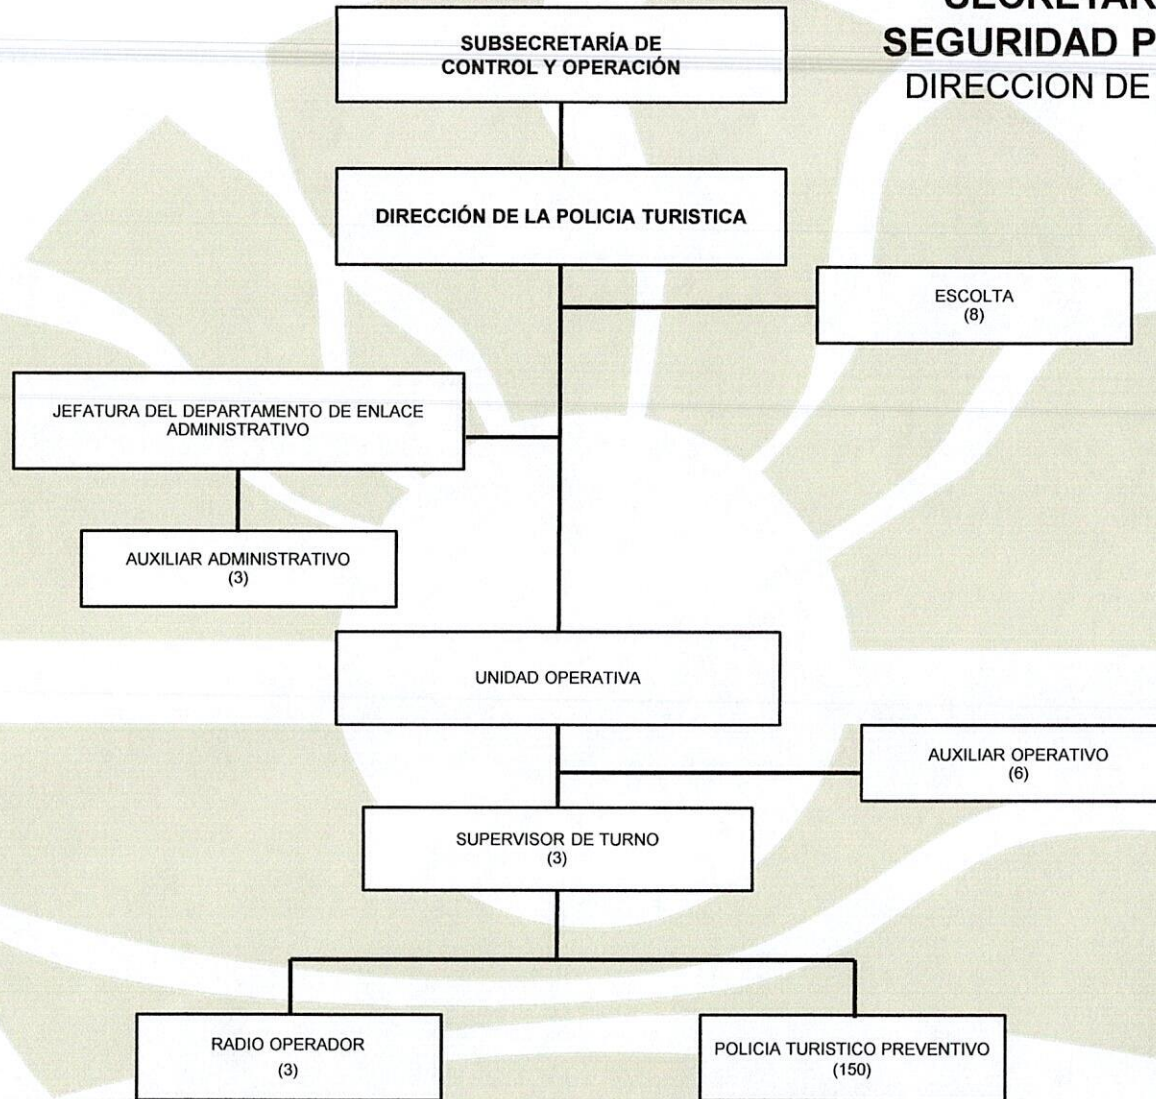 SEGURIDAD P
DIRECCION DE
SUBSECRETARÍA DE
CONTROL Y OPERACIÓN
DIRECCIÓN DE LA POLICIA TURISTICA
ESCOLTA
(8)
JEFATURA DEL DEPARTAMENTO DE ENLACE
ADMINISTRATIVO
AUXILIAR ADMINISTRATIVO
(3)
UNIDAD OPERATIVA
AUXILIAR OPERATIVO
(6)
SUPERVISOR DE TURNO
(3)
RADIO OPERADOR
(3)
POLICIA TURISTICO PREVENTIVO
(150)